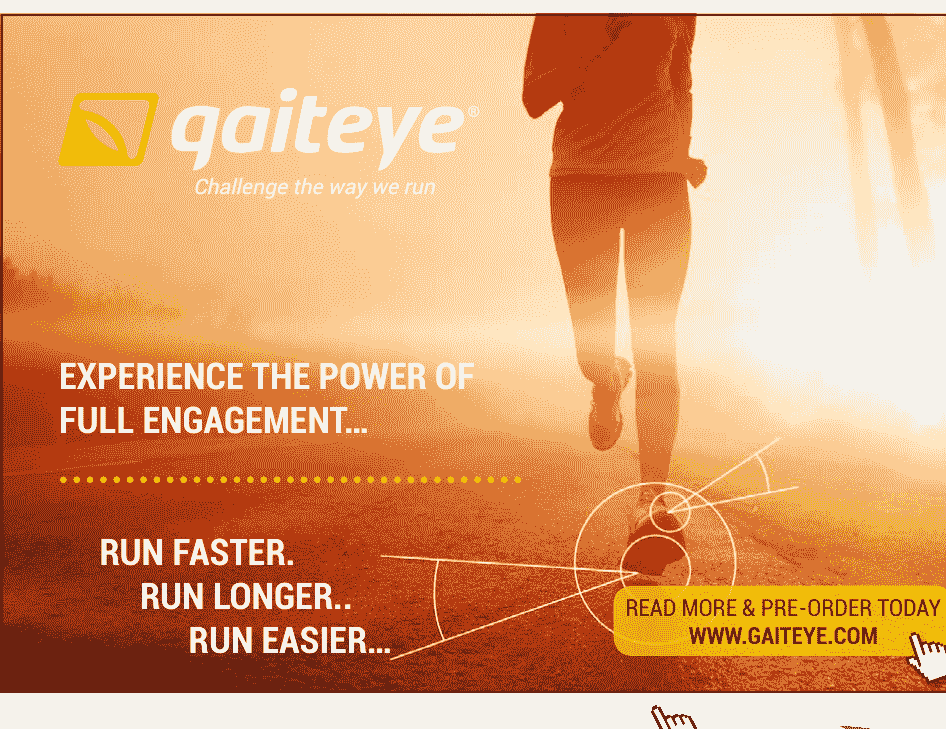 gaiteye®
Challenge the way we run
EXPERIENCE THE POWER OF
FULL ENGAGEMENT...
RUN FASTER.
RUN LONGER..
RUN EASIER...
READ MORE & PRE-ORDER TODAY
WWW.GAITEYE.COM